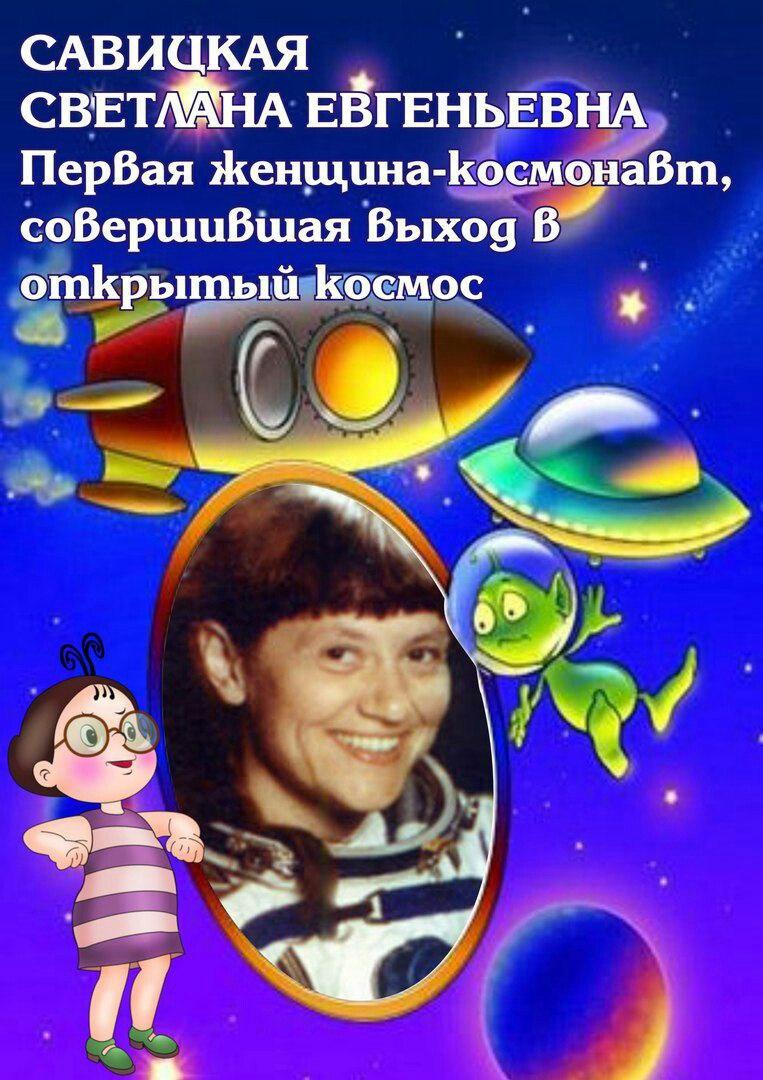 САВИЦКАЯ
СВЕТЛАНА ЕВГЕНЬЕВНА
Первая женщина-космонавт,
совершившая выход в
открытый космос